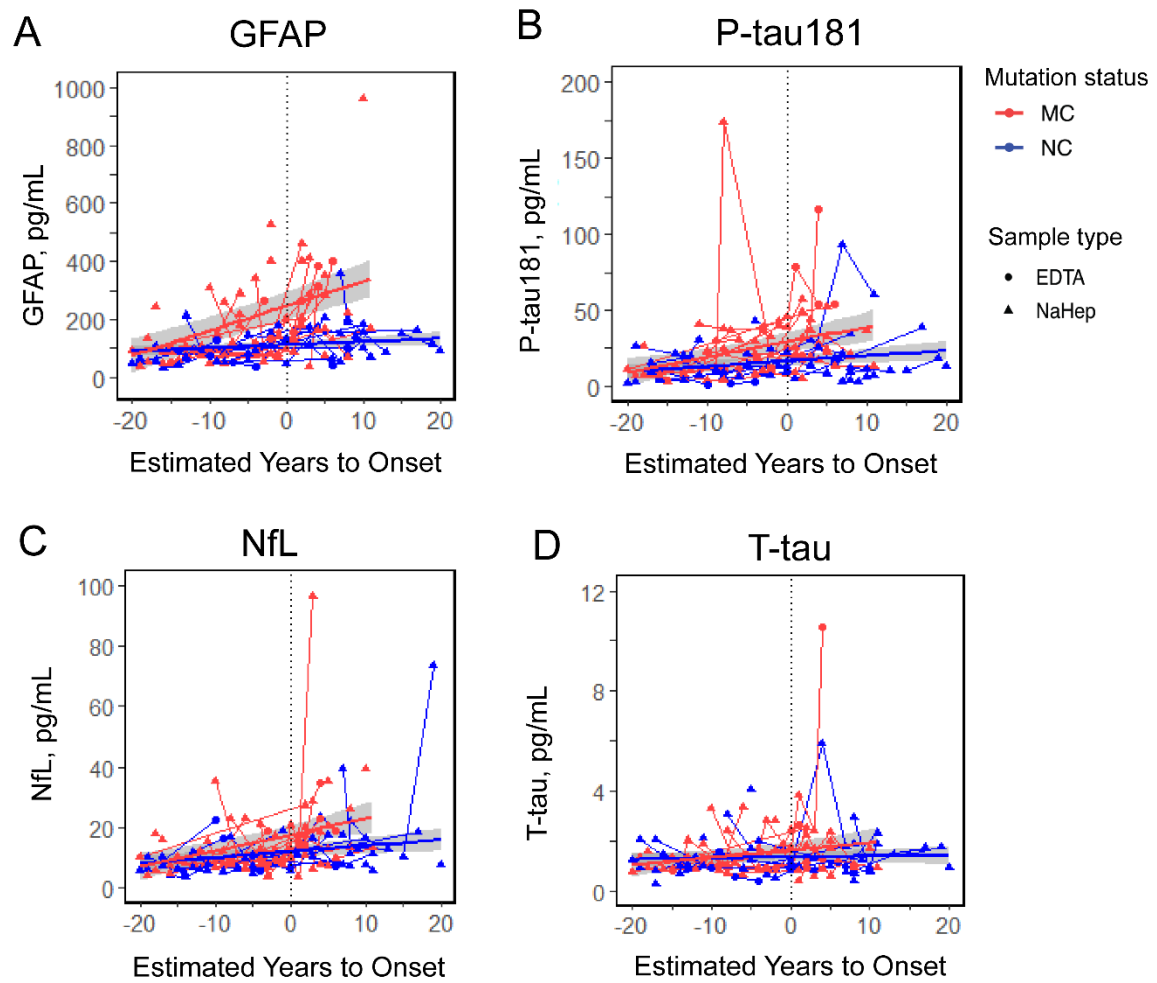 A
GFAP
1000
800
600
400
200
0
GFAP, pg/mL
-20
-10
0
10
20
Estimated Years to Onset
B
P-tau181
200
150
100
50
0
P-tau181, pg/mL
-20
-10
0
10
20
Estimated Years to Onset
Mutation status
MC
NC
Sample type
EDTA
NaHep
C
NfL
100
80
60
40
20
0
NfL, pg/mL
-20
-10
0
10
20
Estimated Years to Onset
D
T-tau
12
8
4
0
T-tau, pg/mL
-20
-10
0
10
20
Estimated Years to Onset